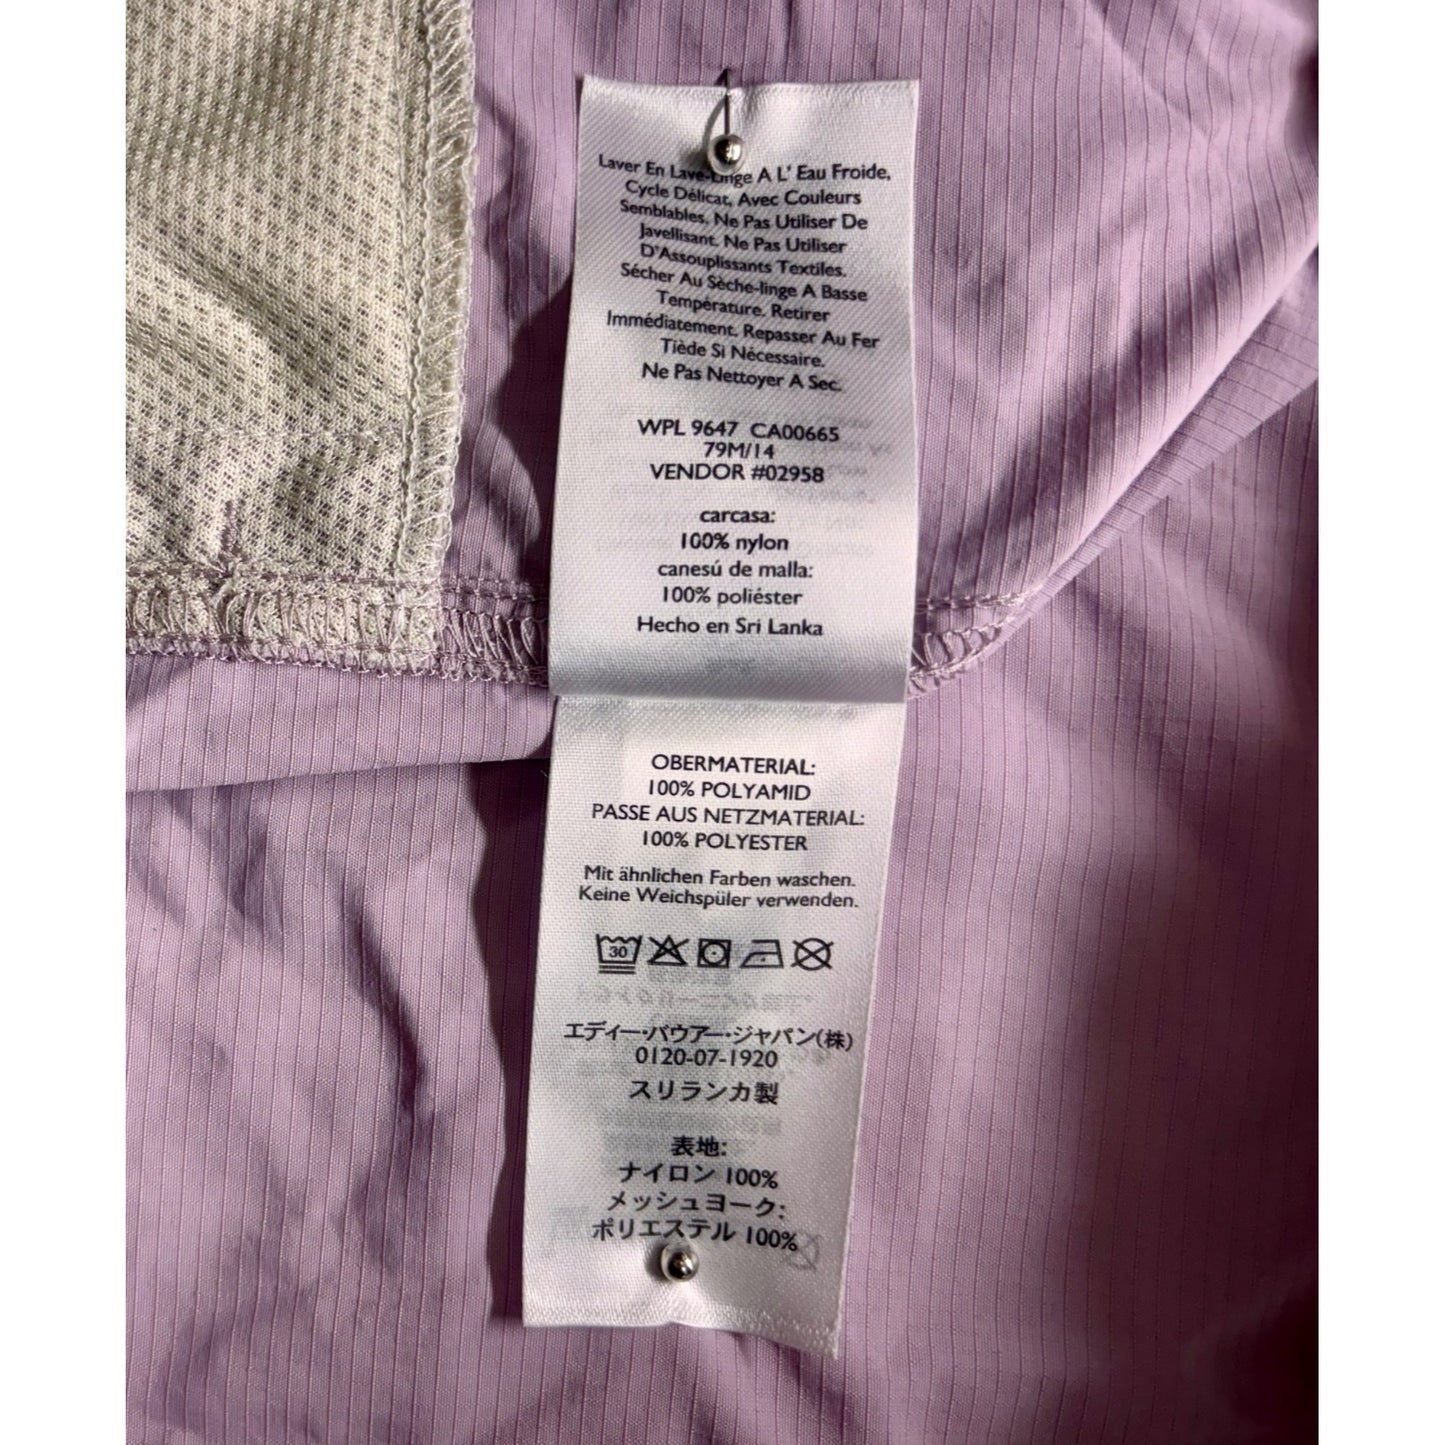 Laver En Lave-Linge A L' Eau Froide,
Cycle Délicat, Avec Couleurs
Semblables. Ne Pas Utiliser De
Javellisant. Ne Pas Utiliser
D'Assouplissants Textiles.
Sécher Au Sèche-linge A Basse
Température. Retirer
Immédiatement. Repasser Au Fer
Tiède Si Nécessaire.
Ne Pas Nettoyer A Sec.
WPL 9647 CA00665
79M/14
VENDOR #02958
carcasa:
100% nylon
canesú de malla:
100% poliéster
Hecho en Sri Lanka
OBERMATERIAL:
100% POLYAMID
PASSE AUS NETZMATERIAL:
100% POLYESTER
Mit ähnlichen Farben waschen.
Keine Weichspüler verwenden.
30
エディー・バウアー・ジャパン(株)
0120-07-1920
スリランカ製
表地:
ナイロン 100%
メッシュヨーク:
ポリエステル 100%